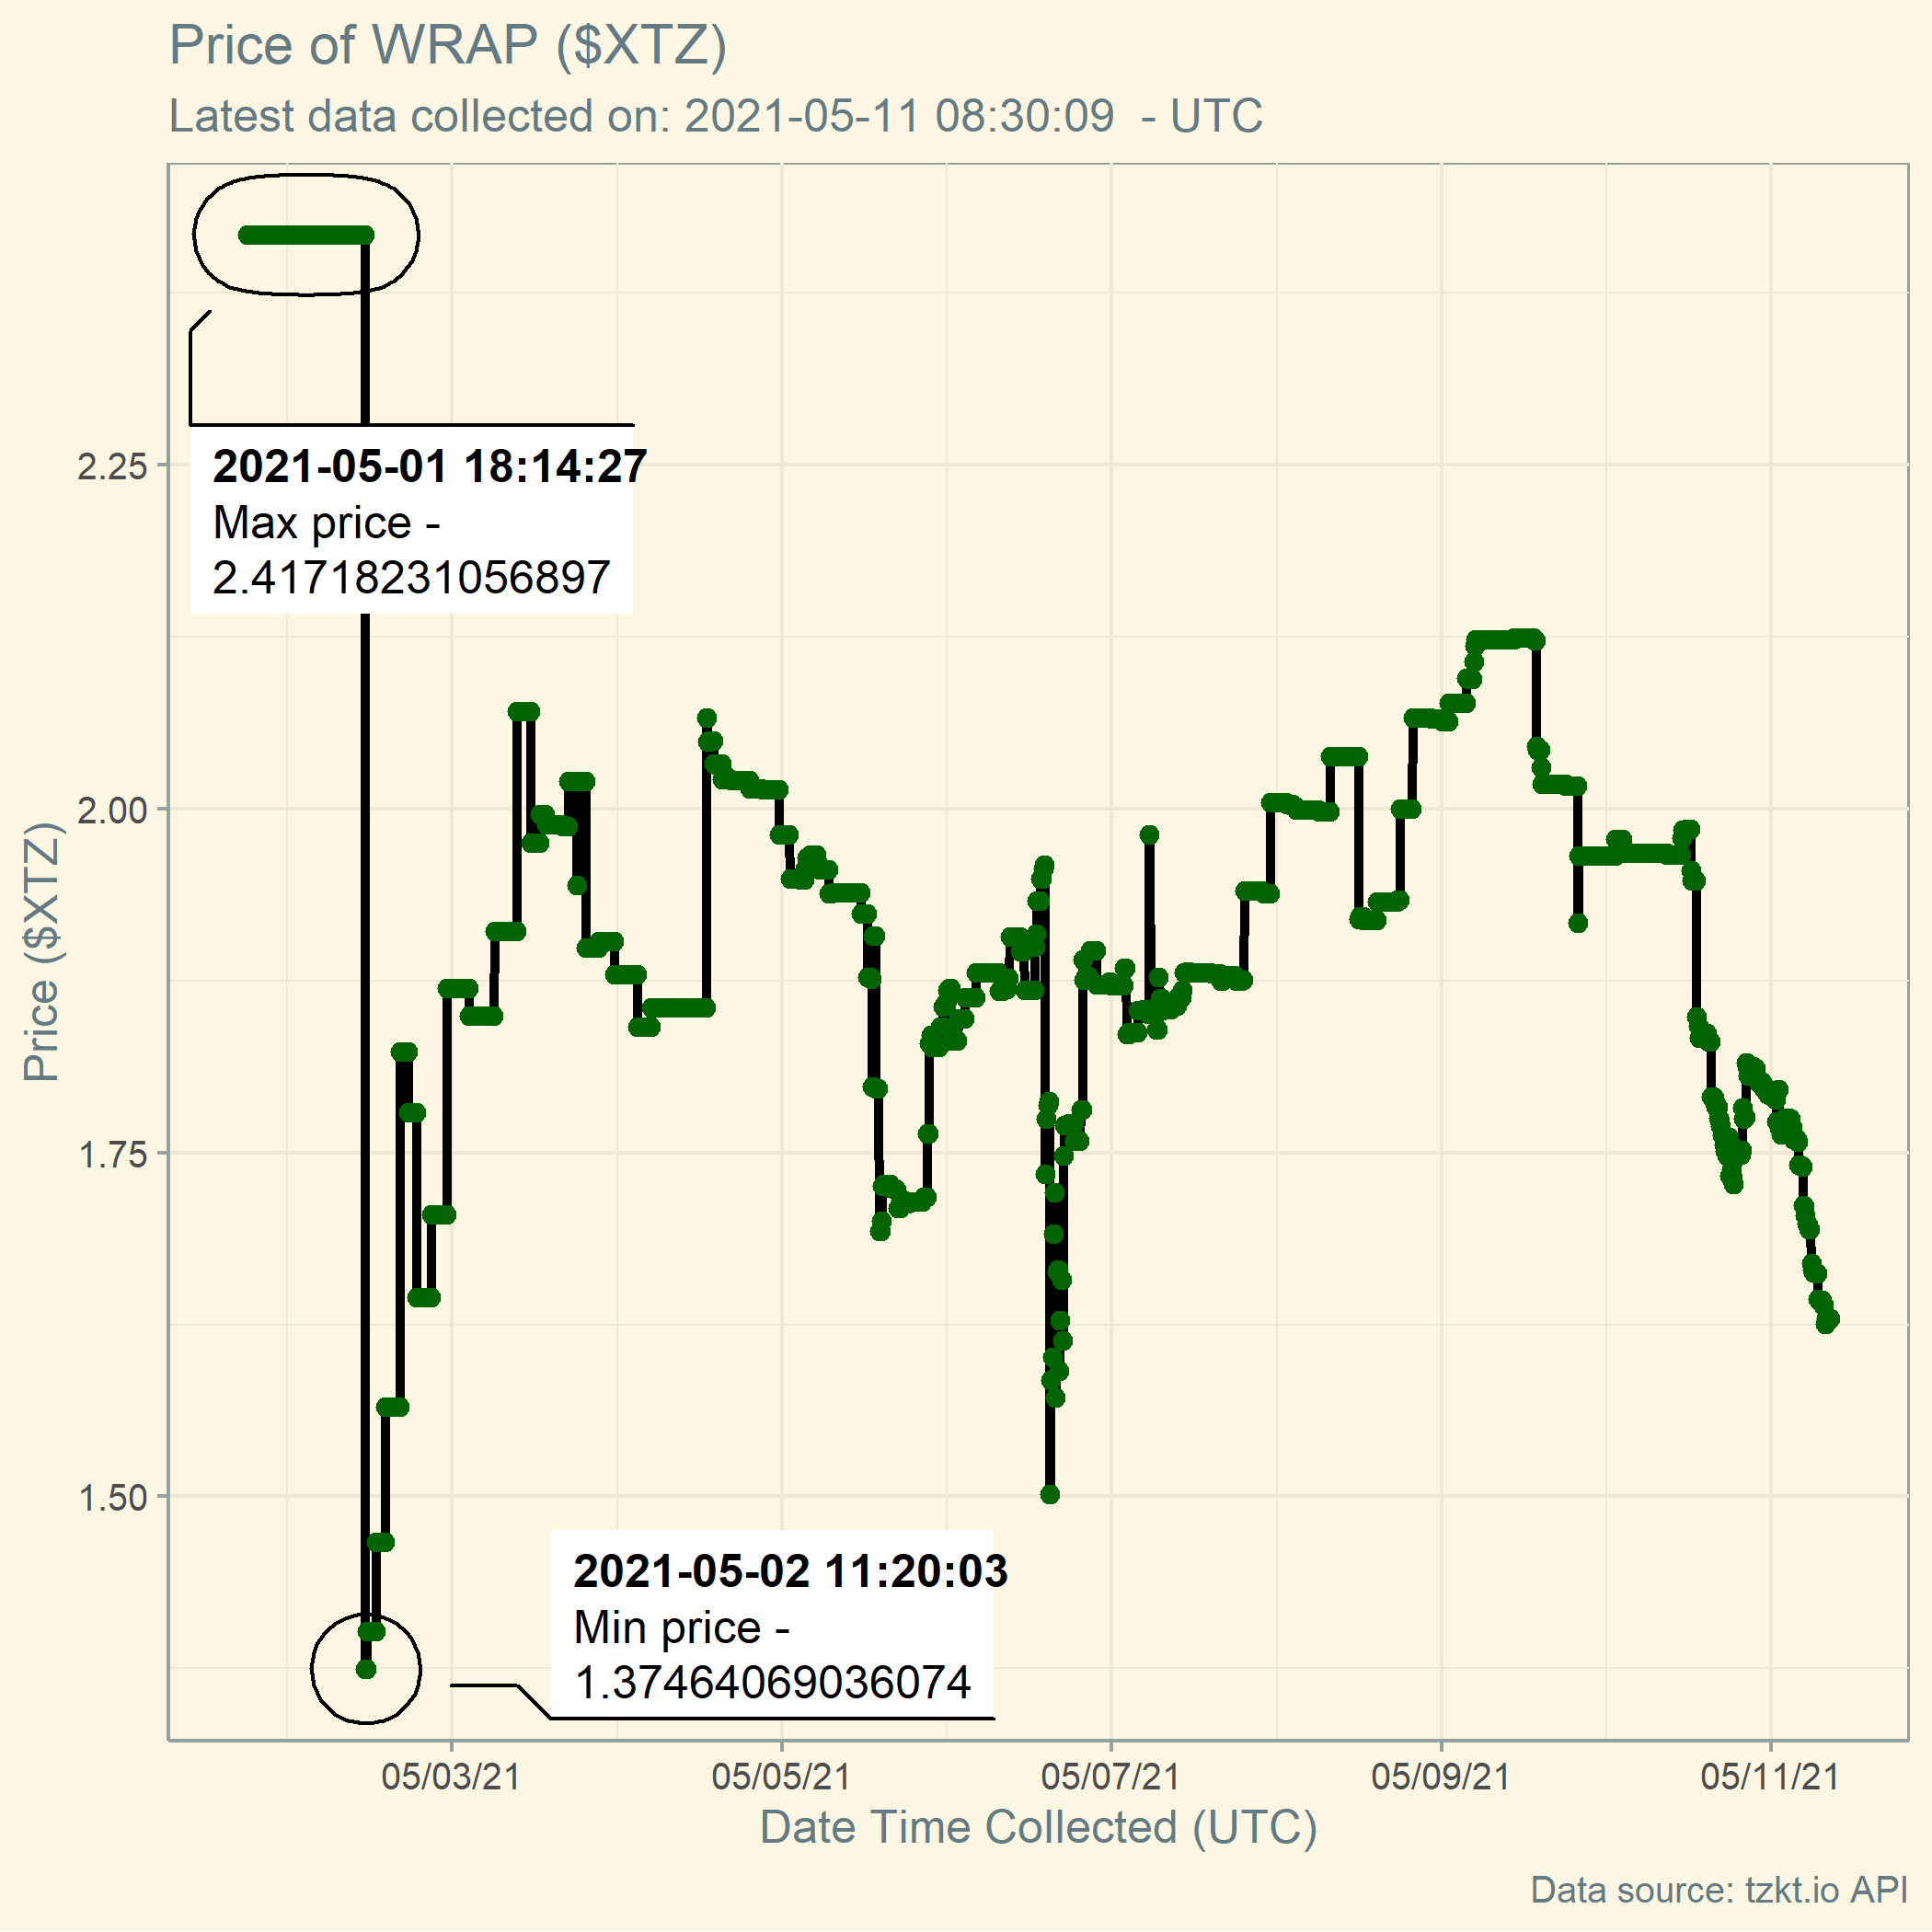 Price of WRAP ($XTZ)
Latest data collected on: 2021-05-11 08:30:09  - UTC
2021-05-01 18:14:27
Max price -
2.41718231056897
2.25
2.00
1.75
1.50
Price ($XTZ)
2021-05-02 11:20:03
Min price -
1.37464069036074
05/03/21
05/05/21
05/07/21
05/09/21
05/11/21
Date Time Collected (UTC)
Data source: tzkt.io API